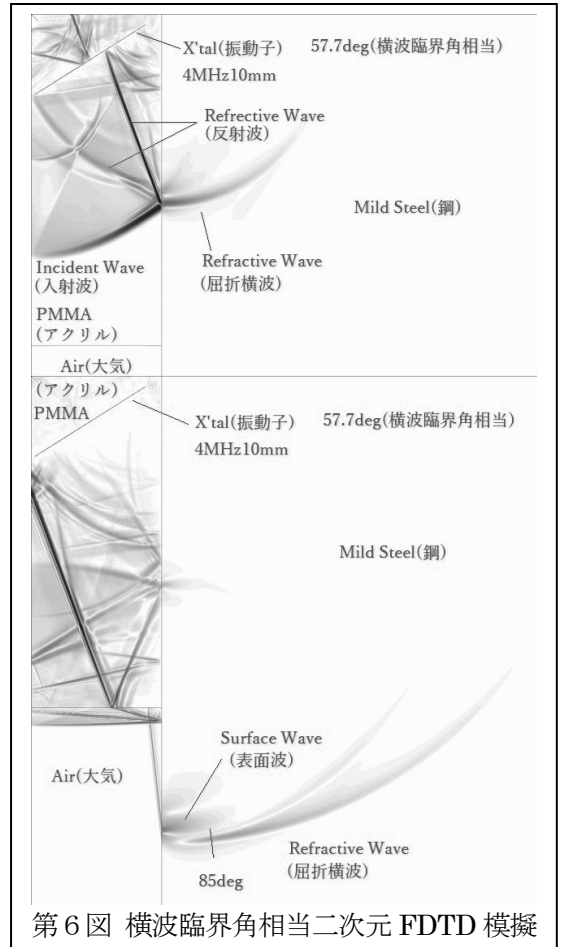 X'tal(振動子) 57.7deg(横波臨界角相当)
4MHz10mm
Refrective Wave
(反射波)
Mild Steel(鋼)
Incident Wave
(入射波)
Refractive Wave
(屈折横波)
PMMA
(アクリル)
Air(大気)
(アクリル)
PMMA
X'tal(振動子) 57.7deg(横波臨界角相当)
4MHz10mm
Mild Steel(鋼)
Surface Wave
(表面波)
Air(大気)
Refractive Wave
(屈折横波)
85deg
第6図 横波臨界角相当二次元 FDTD 模擬